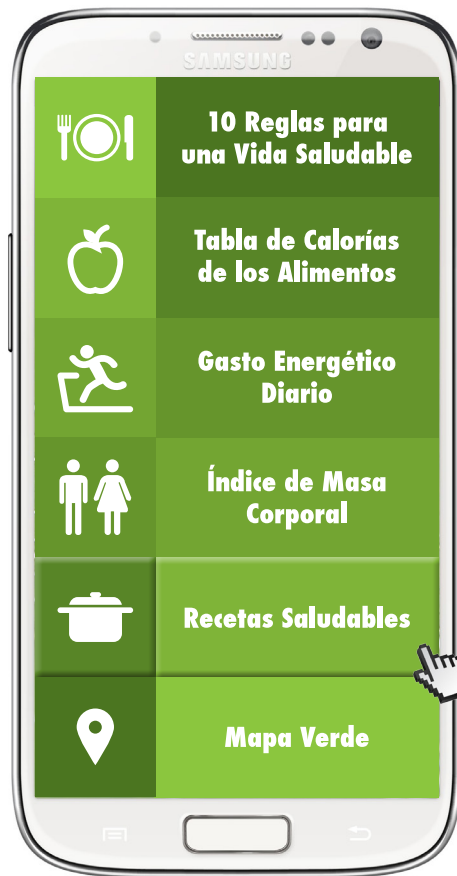 SAMSUNG
10 Reglas para
una Vida Saludable
Tabla de Calorías
de los Alimentos
Gasto Energético
Diario
Índice de Masa
Corporal
Recetas Saludables
Mapa Verde